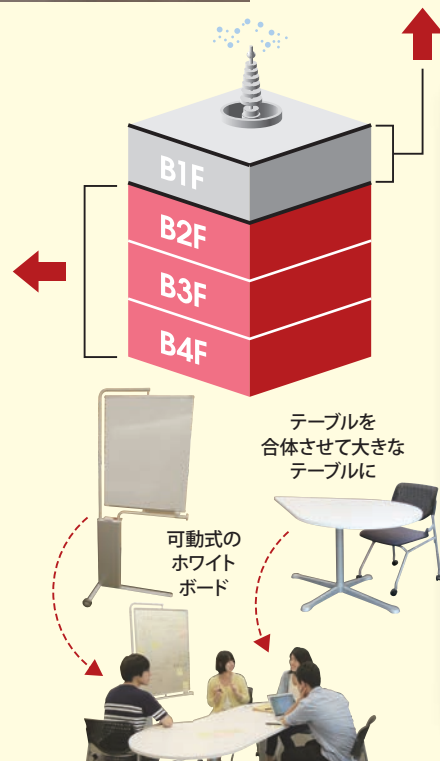 B1F
B2F
B3F
B4F
テーブルを
合体させて大きな
テーブルに
可動式の
ホワイト
ボード